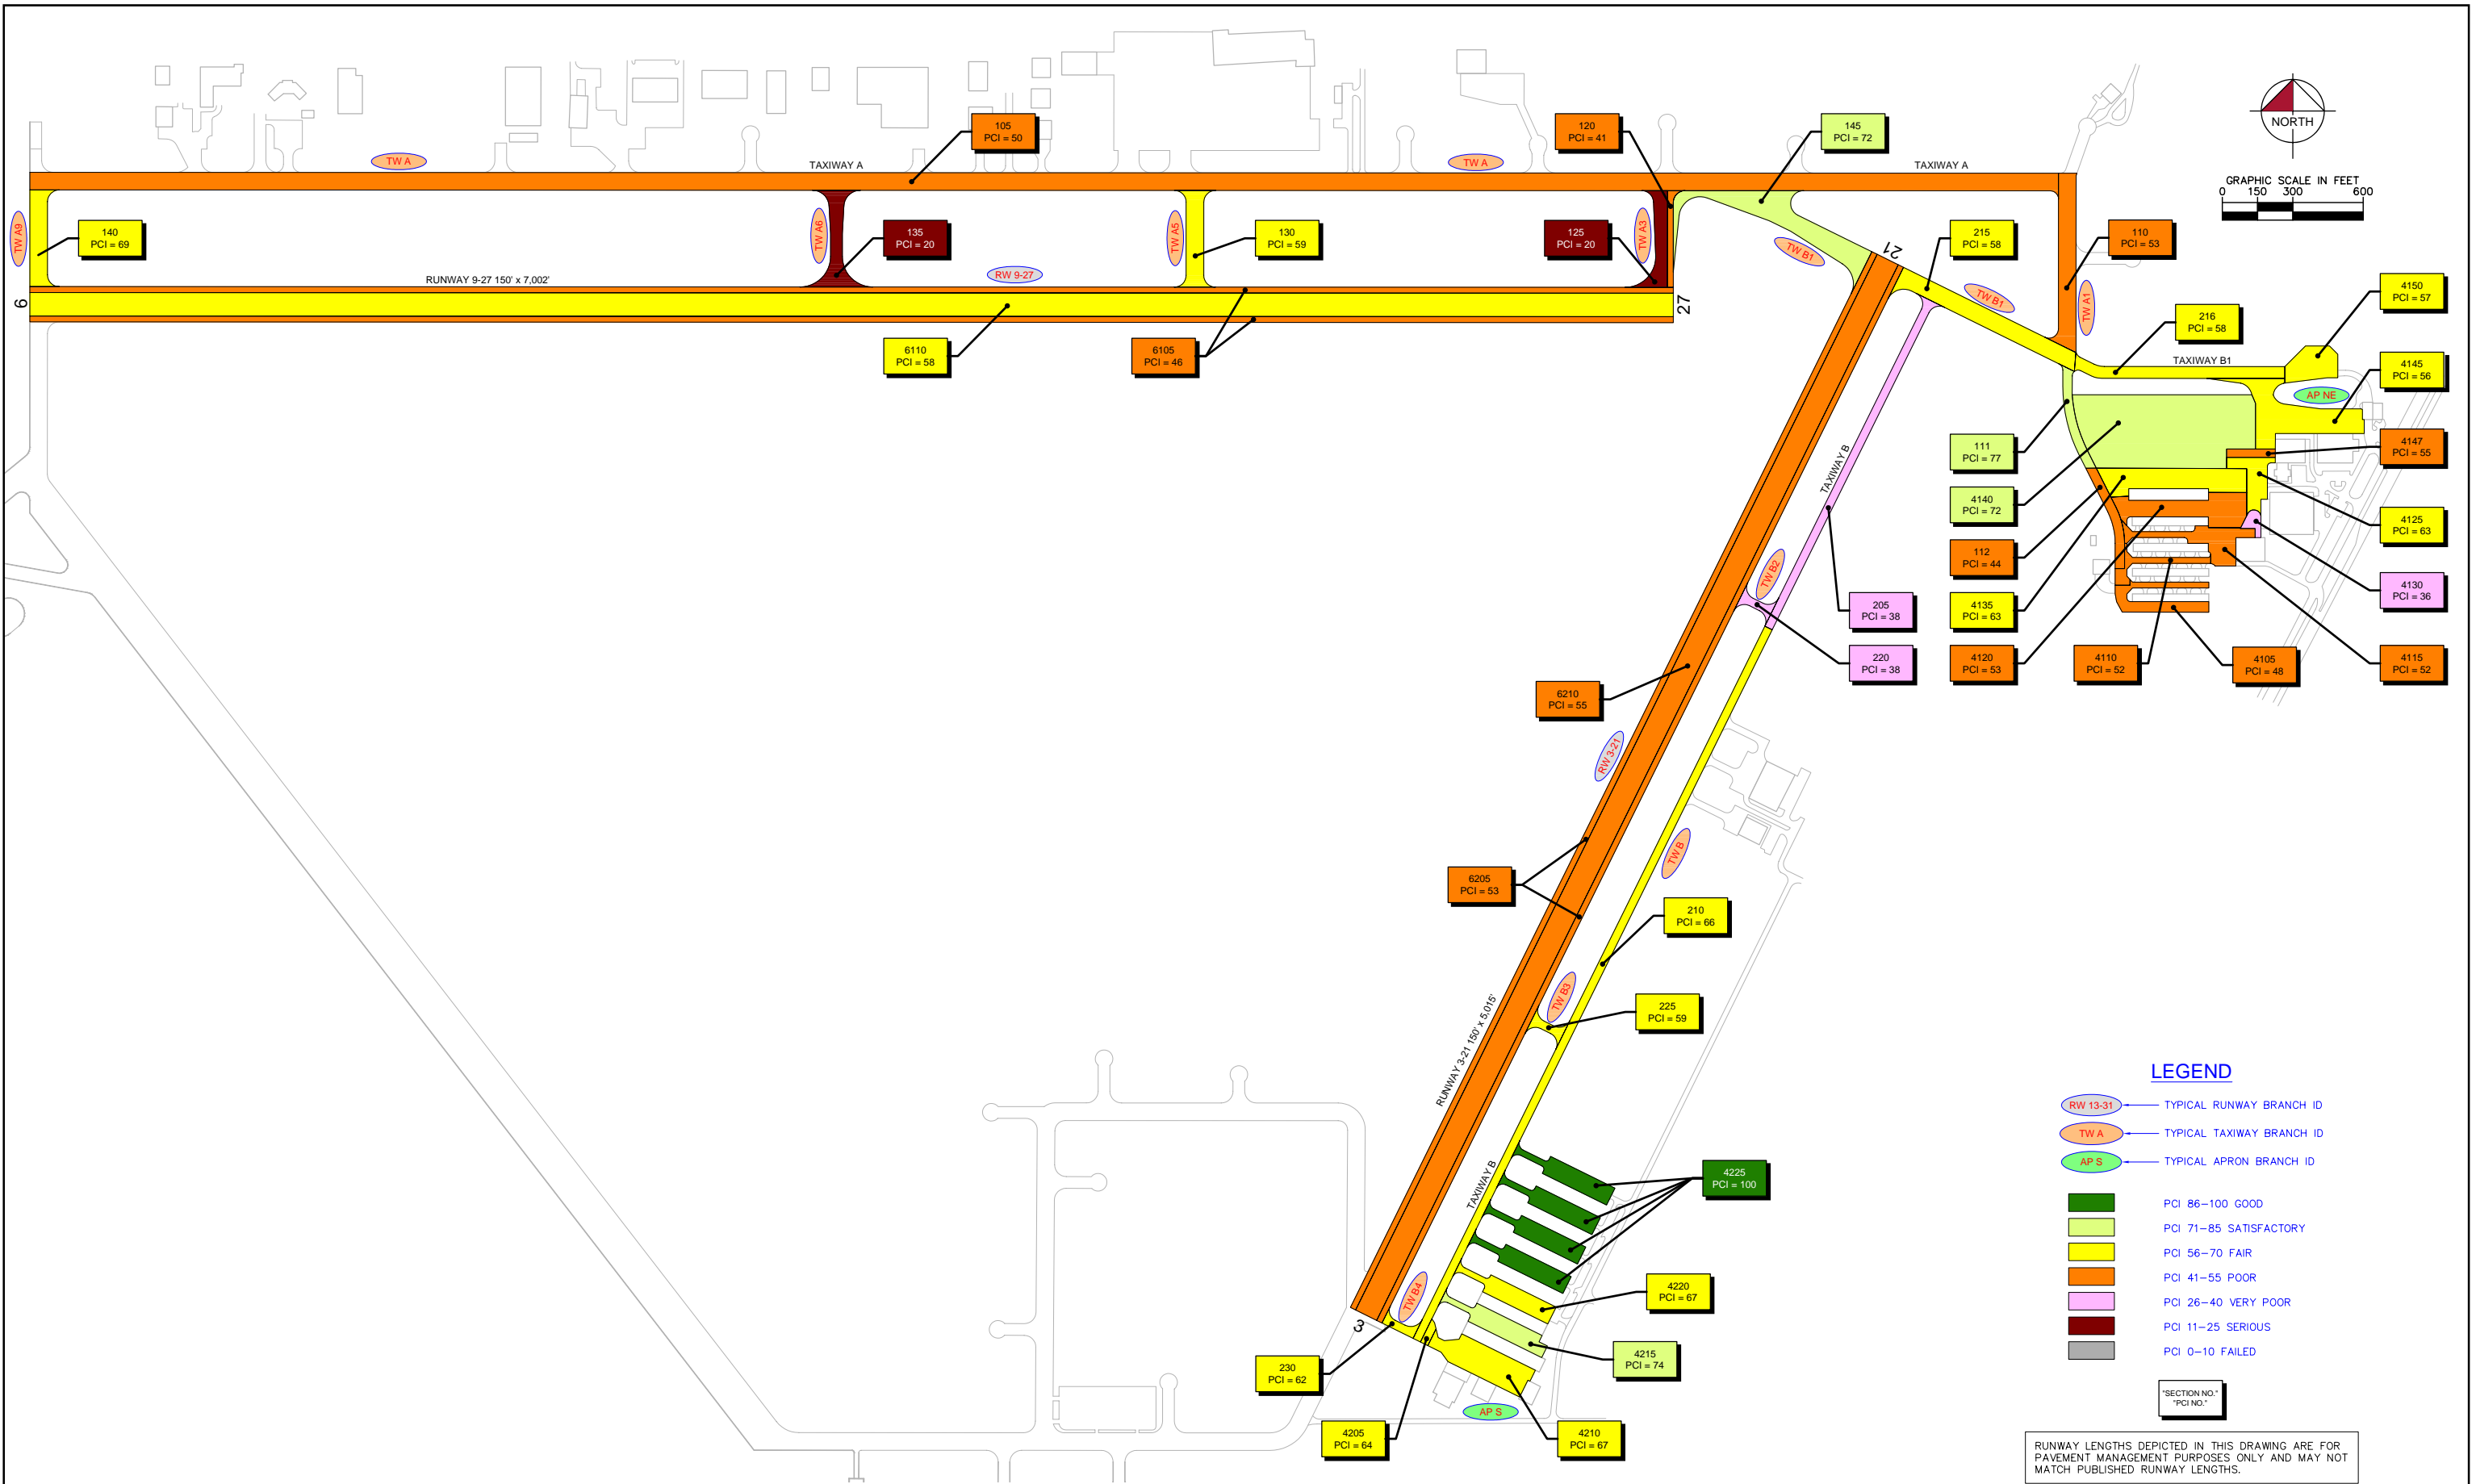 105
PCI = 50
120
PCI = 41
145
PCI = 72
NORTH
GRAPHIC SCALE IN FEET
0 150 300 600
TW A
TAXIWAY A
TW A
TAXIWAY A
TW A9
140
PCI = 69
TW A6
135
PCI = 20
TW A5
130
PCI = 59
125
PCI = 20
TW A3
TW B1
21
215
PCI = 58
110
PCI = 53
RUNWAY 9-27 150' x 7,002'
RW 9-27
9
27
TW B1
TW A1
4150
PCI = 57
216
PCI = 58
TAXIWAY B1
6110
PCI = 58
6105
PCI = 46
4145
PCI = 56
AP NE
111
PCI = 77
4147
PCI = 55
TAXIWAY B
4140
PCI = 72
4125
PCI = 63
112
PCI = 44
4130
PCI = 36
TW B2
205
PCI = 38
4135
PCI = 63
220
PCI = 38
4120
PCI = 53
4110
PCI = 52
4105
PCI = 48
4115
PCI = 52
6210
PCI = 55
RW 3-21
TW B
6205
PCI = 53
210
PCI = 66
TW B3
225
PCI = 59
RUNWAY 3-21 150' x 5,015'
TAXIWAY B
4225
PCI = 100
TW B4
4220
PCI = 67
3
230
PCI = 62
4215
PCI = 74
AP S
4205
PCI = 64
4210
PCI = 67
LEGEND
RW 13-31 TYPICAL RUNWAY BRANCH ID
TW A TYPICAL TAXIWAY BRANCH ID
AP S TYPICAL APRON BRANCH ID
PCI 86-100 GOOD
PCI 71-85 SATISFACTORY
PCI 56-70 FAIR
PCI 41-55 POOR
PCI 26-40 VERY POOR
PCI 11-25 SERIOUS
PCI 0-10 FAILED
"SECTION NO."
"PCI NO."
RUNWAY LENGTHS DEPICTED IN THIS DRAWING ARE FOR
PAVEMENT MANAGEMENT PURPOSES ONLY AND MAY NOT
MATCH PUBLISHED RUNWAY LENGTHS.